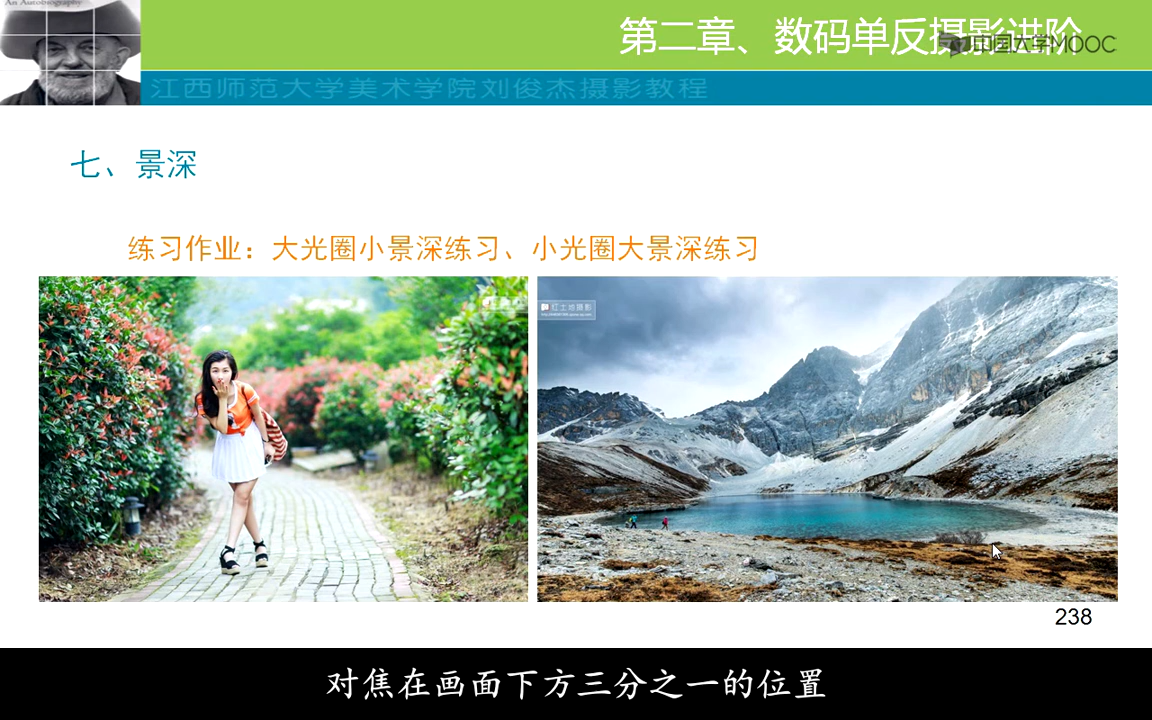 An Autobiography
第二章、数码单反摄影进阶
中国大学MOOC
江西师范大学美术学院刘俊杰摄影教程
七、景深
练习作业：大光圈小景深练习、小光圈大景深练习
红土地摄影
238
对焦在画面下方三分之一的位置